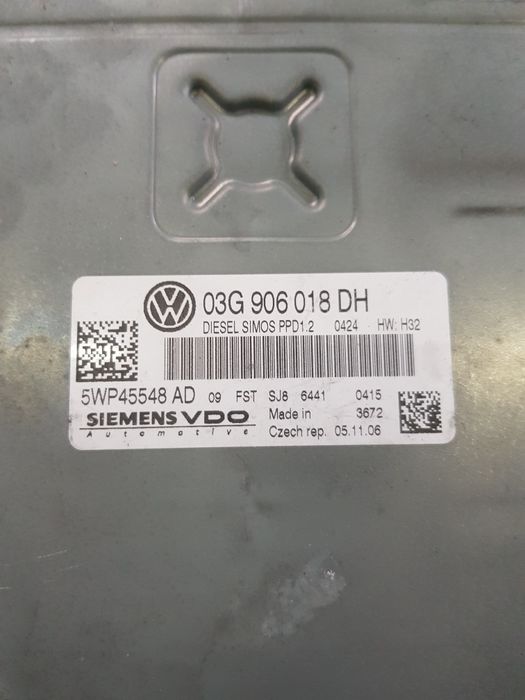 03G 906 018 DH
DIESEL SIMOS PPD1.2 0424 HW: H32
5WP45548 AD 09 FST SJ8 6441 0415
SIEMENS VDO Made in 3672
Automotive Czech rep. 05.11.06